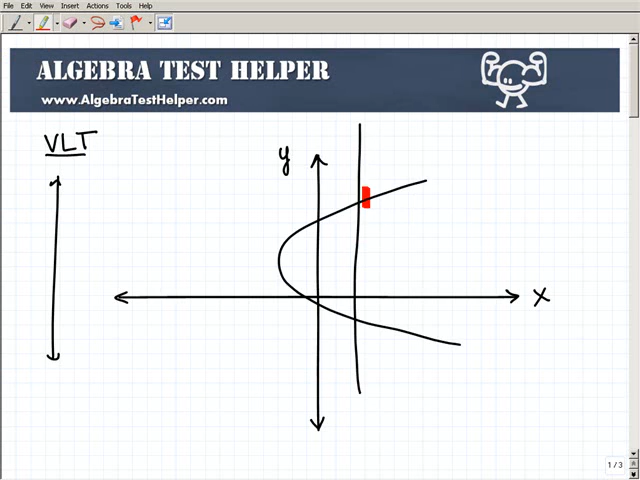 File Edit View Insert Actions Tools Help
ALGEBRA TEST HELPER
www.AlgebraTestHelper.com
VLT
y
x
1 / 3